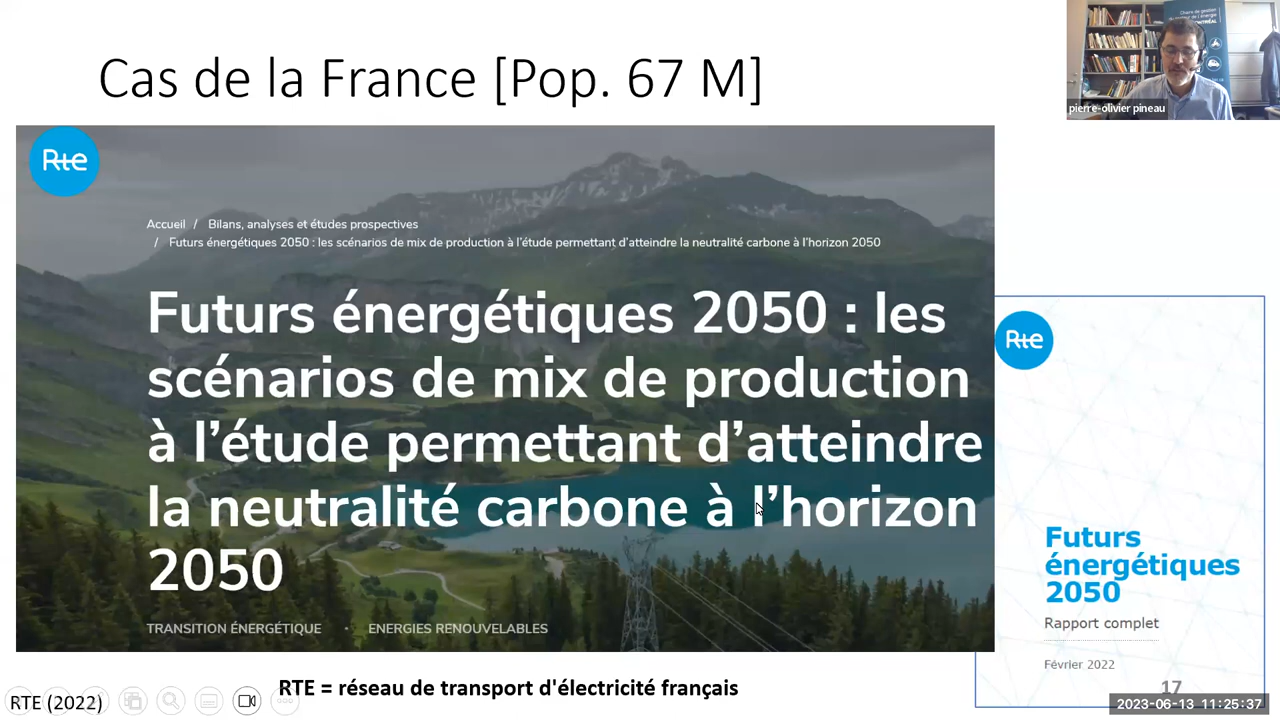 Cas de la France [Pop. 67 M]
pierre-olivier pineau
Rte
Accueil / Bilans, analyses et études prospectives
/ Futurs énergétiques 2050 : les scénarios de mix de production à l'étude permettant d'atteindre la neutralité carbone à l'horizon 2050
Futurs énergétiques 2050 : les
scénarios de mix de production
à l'étude permettant d'atteindre
la neutralité carbone à l'horizon
2050
TRANSITION ÉNERGÉTIQUE · ENERGIES RENOUVELABLES
Rte
Futurs
énergétiques
2050
Rapport complet
Février 2022
17
RTE (2022)
RTE = réseau de transport d'électricité français
2023-06-13 11:25:37